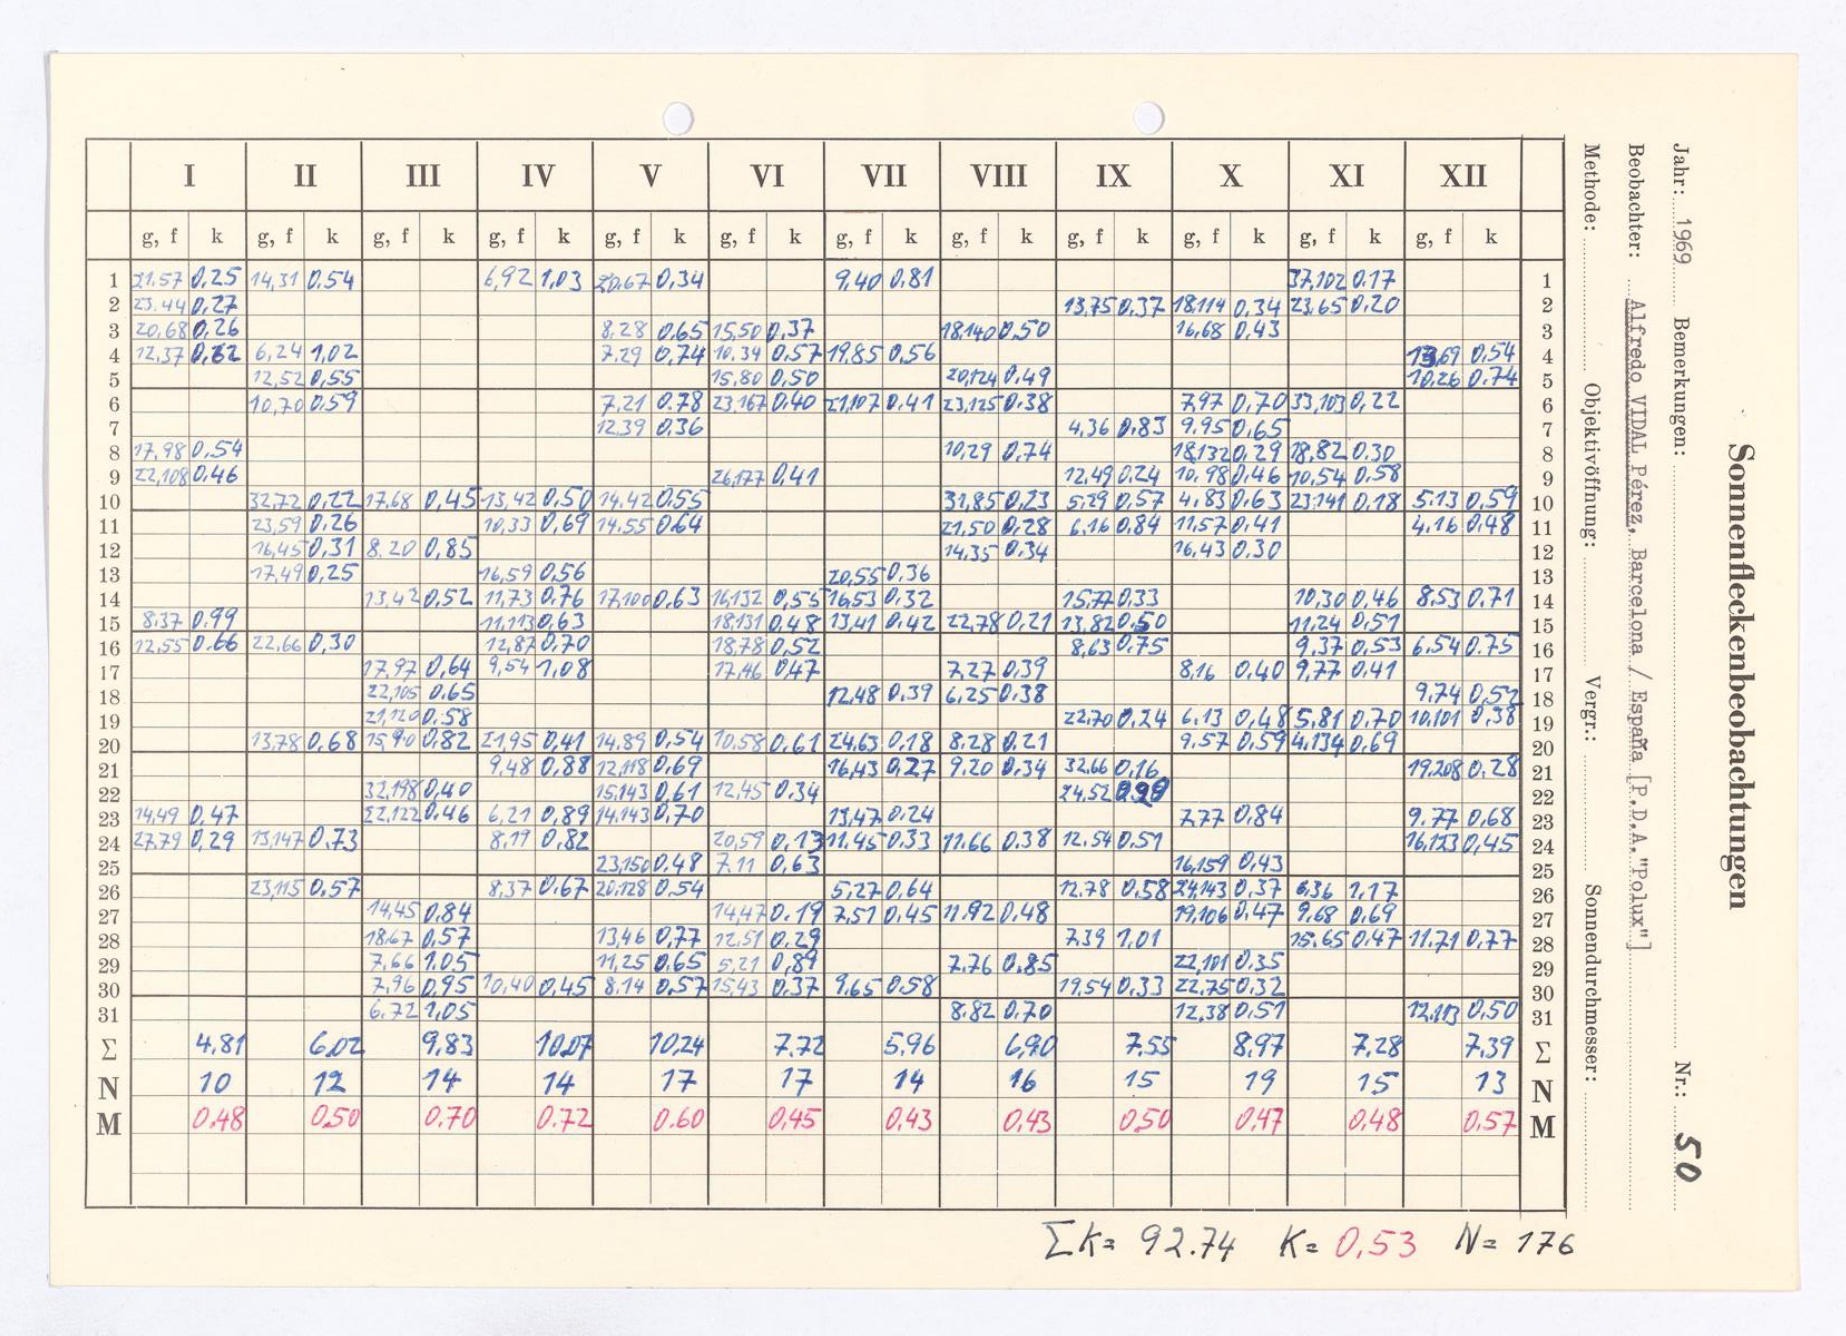 I II III IV V VI VII VIII IX X XI XII
g, f k g, f k g, f k g, f k g, f k g, f k g, f k g, f k g, f k g, f k g, f k g, f k
1 21.57 0,25 14,31 0.54 6,92 1,03 20.67 0,34 9,40 0.81 37,102 0.17 1
2 23.44 0,27 13,75 0.37 18,114 0,34 23,65 0,20 2
3 20,68 0,26 8,28 0,65 15,50 0,37 18,140 0,50 16,68 0,43 3
4 12,37 6,24 1,02 7,29 0,74 10,34 0,57 19,85 0,56 69 0,54 4
5 12,52 0,55 15,80 0,50 20,124 0,49 10,26 0.74 5
6 10,70 0.59 7,21 0.78 23,167 0.40 21,107 0,41 23,125 0.38 7,97 0,70 33,103 0,22 6
7 12.39 0,36 4,36 0,83 9.95 0,65 7
8 17,98 0,54 10,29 0,74 18,132 0,29 18,82 0.30 8
9 22,108 0,46 26,177 0,41 12,49 0.24 10,98 0,46 10,54 0.58 9
10 32,72 0,22 17,68 0,45 13,42 0,50 14.42 0,55 31,85 0,23 5,29 0,57 4,83 0,63 23,141 0,18 5.13 0,59 10
11 23,59 0,26 10,33 0,69 14.55 0,64 21,50 0,28 6,16 0,84 11,57 0,41 4.16 0,48 11
12 16,45 0,31 8,20 0,85 14,35 0.34 16,43 0.30 12
13 17,49 0,25 16,59 0,56 20,55 0.36 13
14 13,42 0,52 11,73 0.76 17,100 0,63 16,132 0,55 16,53 0,32 15,77 0,33 10,30 0,46 8,53 0.71 14
15 8.37 0.99 11,113 0,63 18,131 0,48 13,41 0.42 22,78 0,21 13,82 0,50 11,24 0,51 15
16 12,55 0.66 22,66 0,30 12,87 0,70 18,78 0,52 8,63 0.75 9,37 0,53 6,54 0.75 16
17 17,97 0,64 9,54 1,08 17,46 0,47 7,27 0,39 8,16 0,40 9,77 0,41 17
18 22,105 0.65 12,48 0,39 6,25 0.38 9,74 0,52 18
19 21,120 0.58 22,70 0,24 6,13 0,48 5,81 0,70 10,101 0,38 19
20 13,78 0,68 15,90 0,82 21,95 0,41 14,89 0,54 10,58 0,61 24,63 0,18 8,28 0.21 9,57 0,59 4,134 0,69 20
21 9,48 0,88 12,118 0,69 16,43 0,27 9,20 0,34 32,66 0,16 19,208 0,28 21
22 32,198 0,40 15,143 0,61 12,45 0.34 24,52 22
23 14,49 0,47 22,122 0.46 6,21 0,89 14,143 0,70 13,47 0.24 7,77 0,84 9.77 0,68 23
24 27,79 0,29 13,147 0,73 8,19 0,82 20,59 0,13 11.45 0.33 11.66 0.38 12.54 0.51 16,123 0,45 24
25 23,150 0.48 7.11 0,63 16,159 0,43 25
26 23,115 0,57 8,37 0.67 20,128 0.54 5,27 0,64 12.78 0,58 24,143 0,37 6,36 1,17 26
27 14,45 0,84 14,47 0.19 7,51 0,45 11.92 0,48 19,106 0,47 9,68 0,69 27
28 18,67 0,57 13,46 0,77 12,51 0.29 7,39 1,01 15.65 0,47 11.71 0,77 28
29 7,66 1.05 11,25 0.65 5,21 0,89 7.76 0,85 22,101 0.35 29
30 7,96 0,95 10,40 0,45 8.14 0,57 15,43 0,37 9,65 0.58 19,54 0,33 22,75 0,32 30
31 6,72 1,05 8,82 0,70 12,38 0,51 12,113 0,50 31
Σ 4,81 6,02 9,83 10,07 10,24 7,72 5,96 6,90 7,55 8,97 7,28 7,39 Σ
N 10 12 14 14 17 17 14 16 15 19 15 13 N
M 0,48 0,50 0.70 0.72 0.60 0,45 0,43 0,43 0,50 0,47 0,48 0,57 M
Σk= 92.74 K= 0,53 N= 176
Sonnenfleckenbeobachtungen
Jahr: 1969 Bemerkungen: Nr.: 50
Beobachter: Alfredo VIDAL Pérez, Barcelona / España [P.D.A."Polux"]
Methode: Objektivöffnung: Vergr.: Sonnendurchmesser: